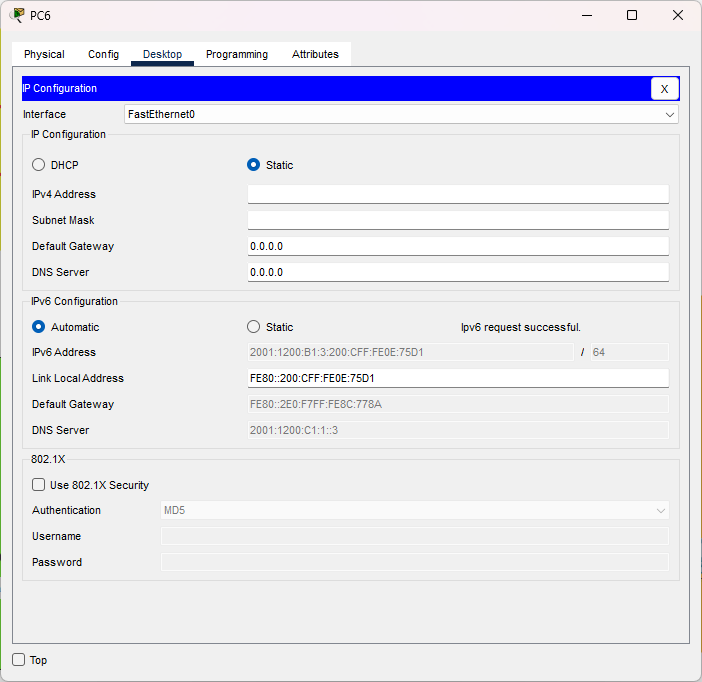 PC6
Physical Config Desktop Programming Attributes
IP Configuration X
Interface FastEthernet0
IP Configuration
DHCP Static
IPv4 Address
Subnet Mask
Default Gateway 0.0.0.0
DNS Server 0.0.0.0
IPv6 Configuration
Automatic Static Ipv6 request successful.
IPv6 Address 2001:1200:B1:3:200:CFF:FE0E:75D1 / 64
Link Local Address FE80::200:CFF:FE0E:75D1
Default Gateway FE80::2E0:F7FF:FE8C:778A
DNS Server 2001:1200:C1:1::3
802.1X
Use 802.1X Security
Authentication MD5
Username
Password
Top